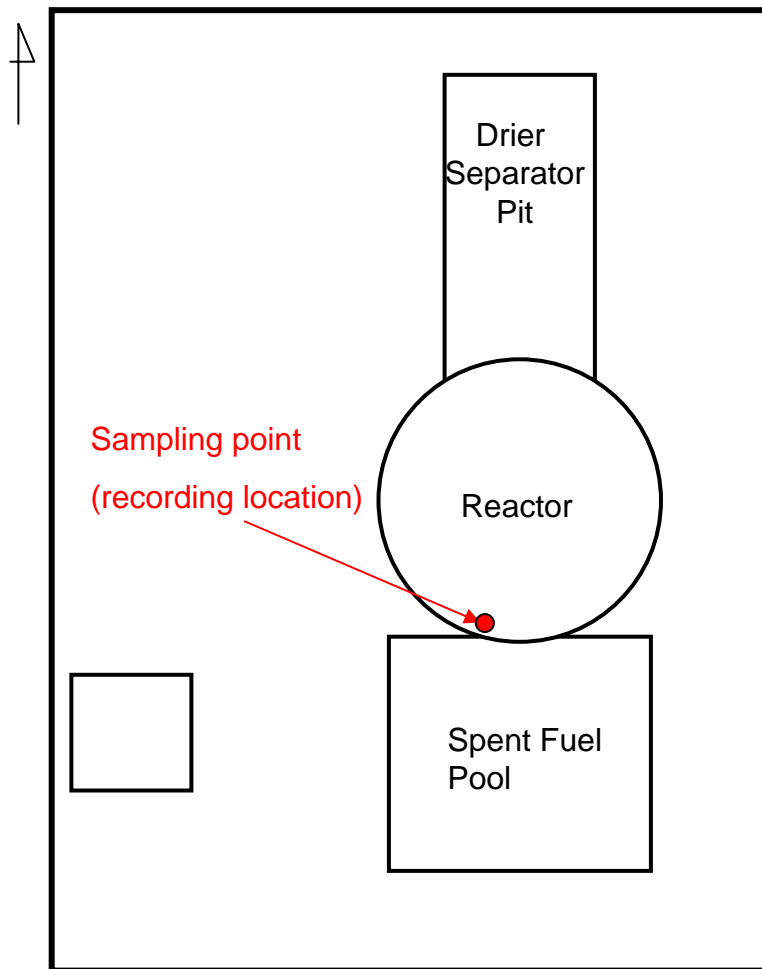 Drier
Separator
Pit
Sampling point
(recording location)
Reactor
Spent Fuel
Pool